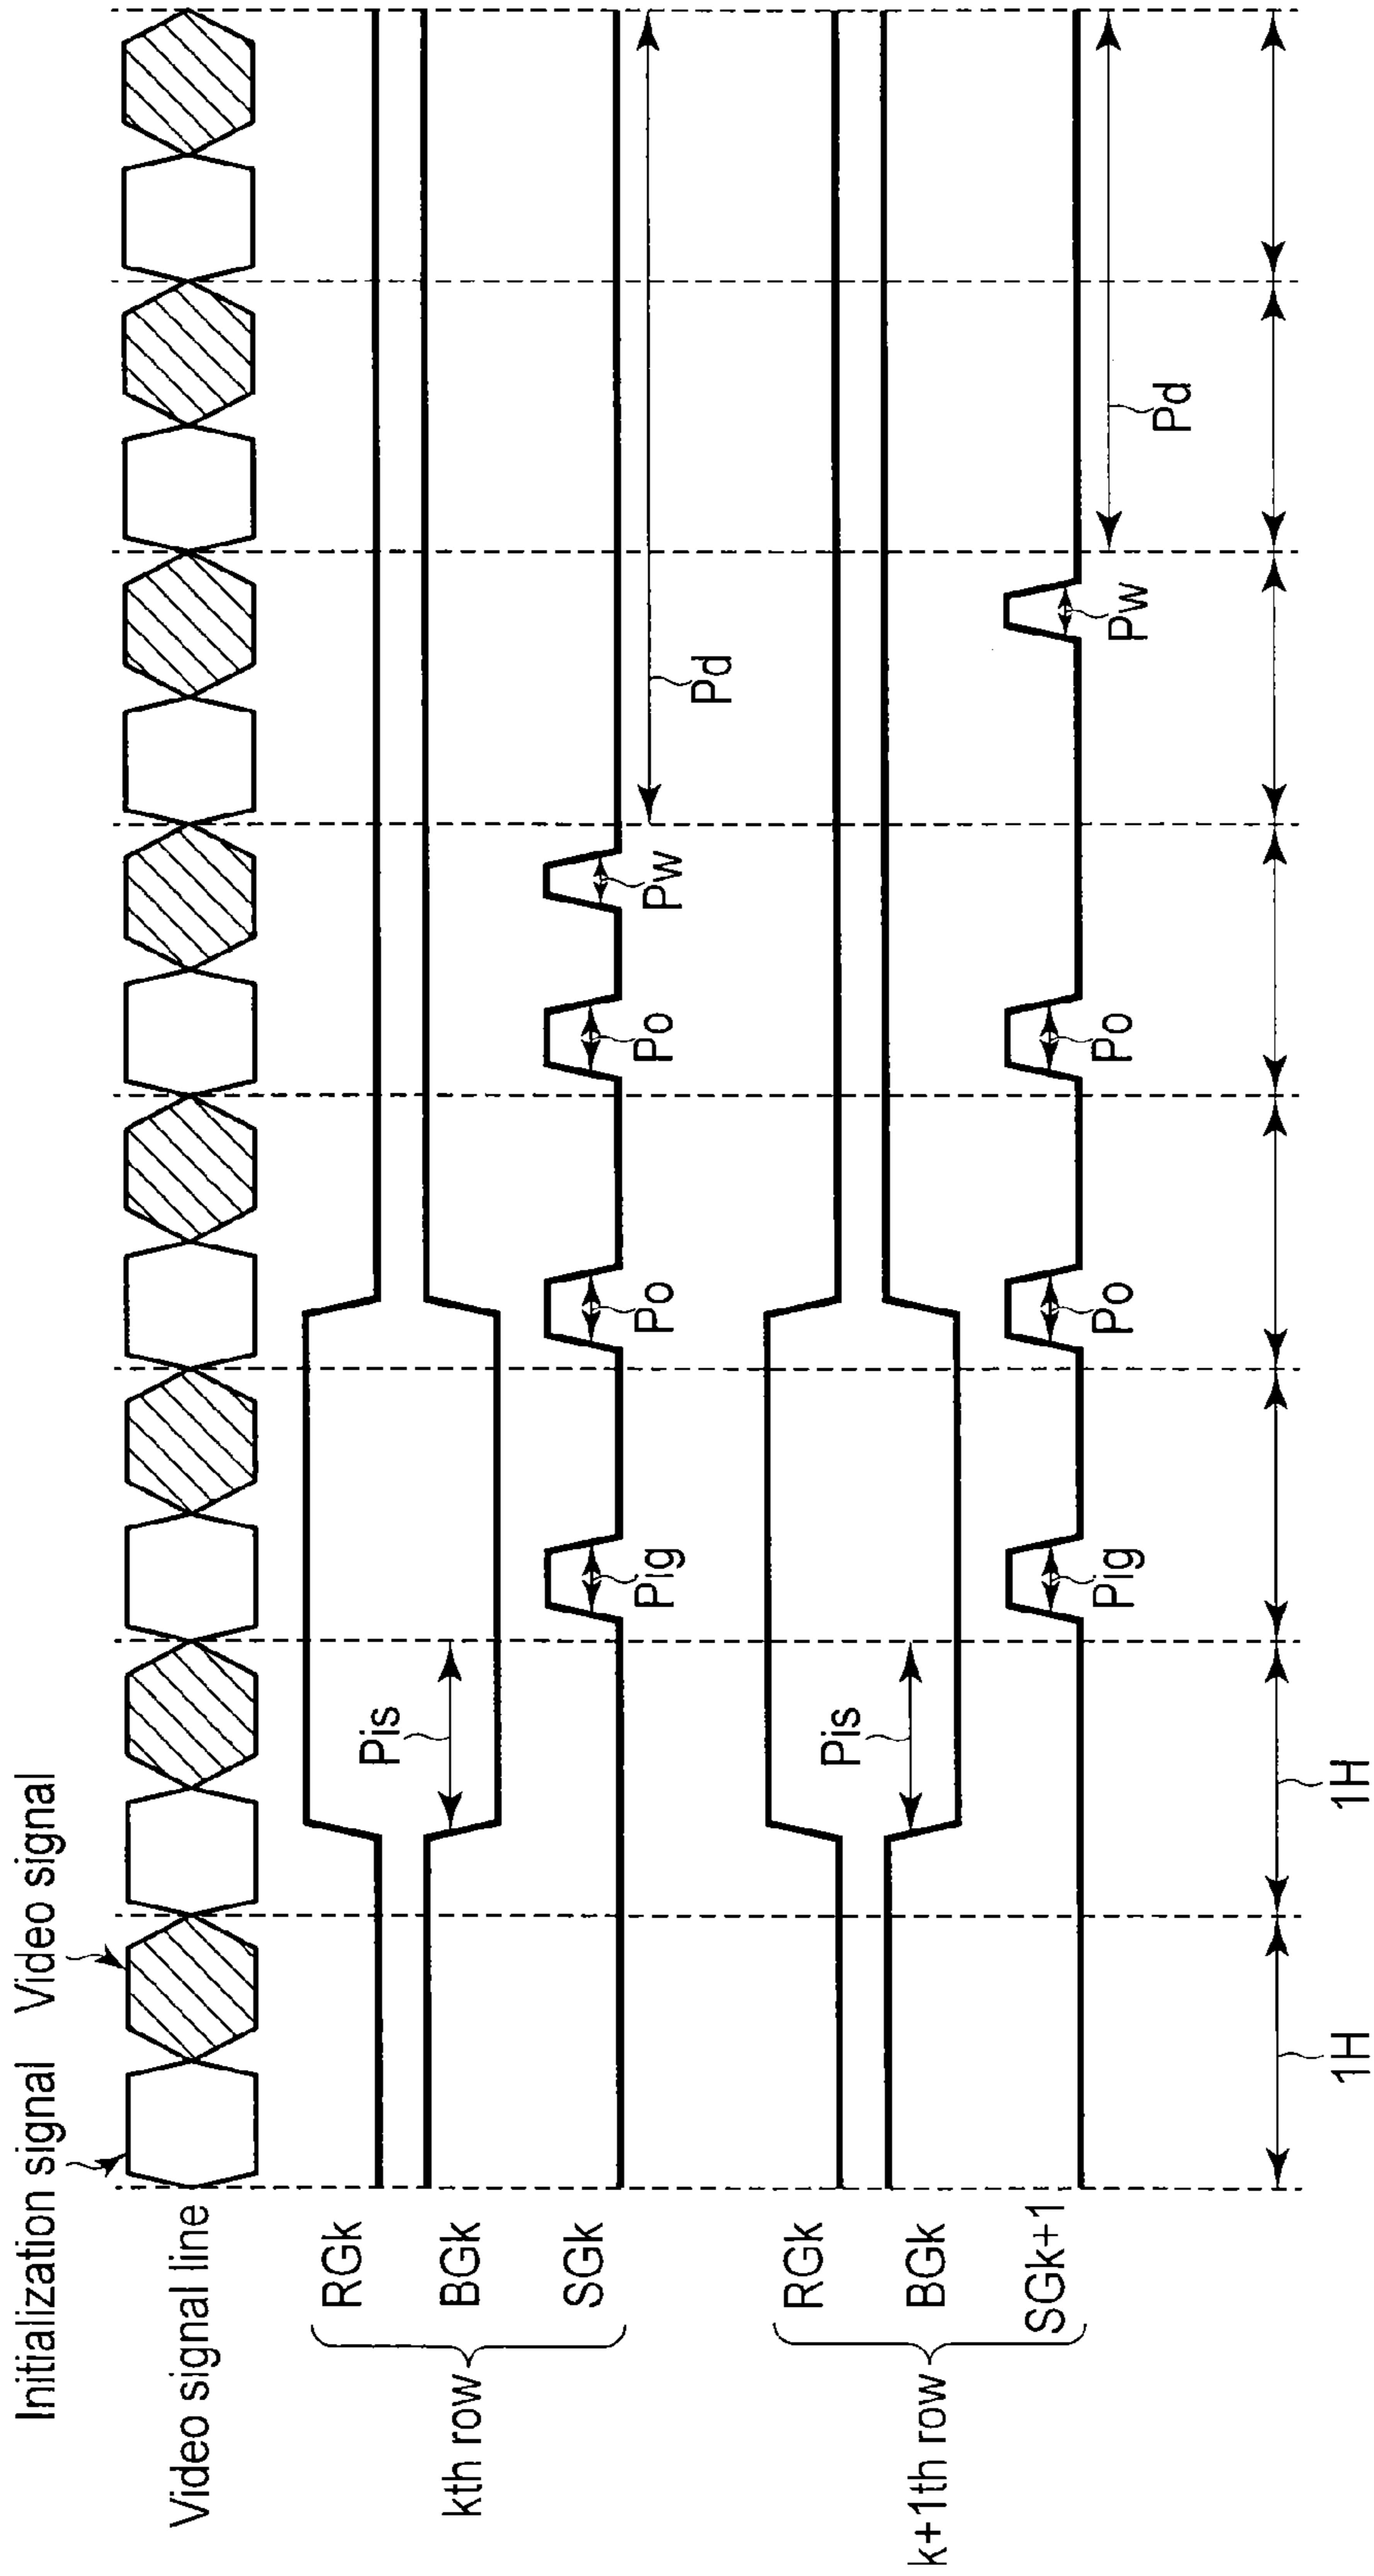 Initialization signal
Video signal
Video signal line
kth row
RGk
BGk
SGk
Pis
Pig
Po
Po
Pw
Pd
k+1th row
RGk
BGk
SGk+1
Pis
Pig
Po
Po
Pw
Pd
1H
1H